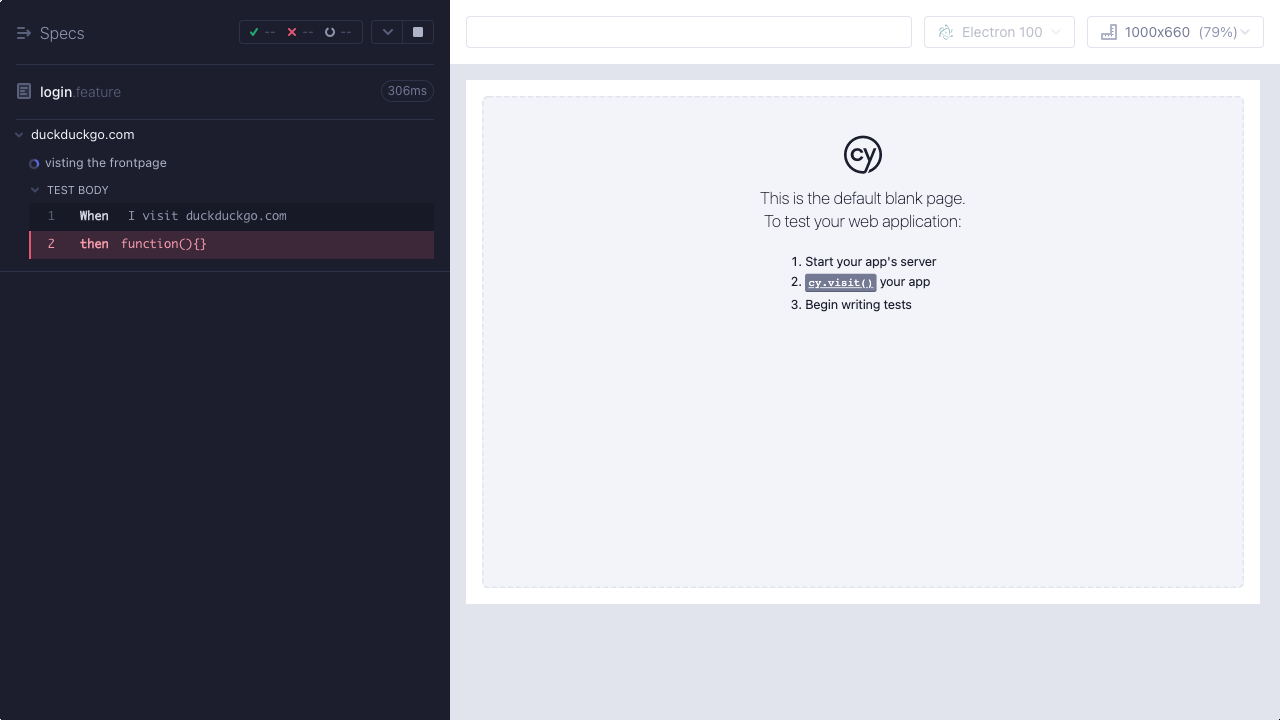 Specs
-- -- --
login.feature
306ms
duckduckgo.com
visting the frontpage
TEST BODY
1 When I visit duckduckgo.com
2 then function(){}
Electron 100
1000x660 (79%)
cy
This is the default blank page.
To test your web application:
1. Start your app's server
2. cy.visit() your app
3. Begin writing tests